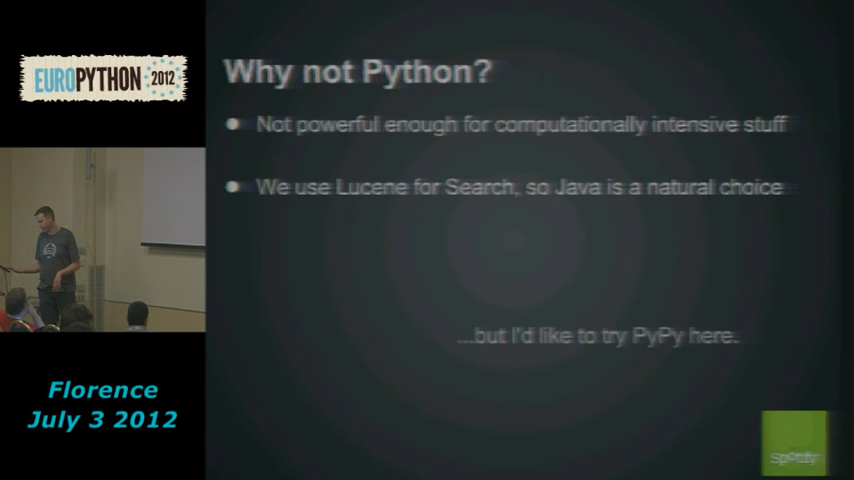 EUROPYTHON 2012
Why not Python?
Not powerful enough for computationally intensive stuff
We use Lucene for Search, so Java is a natural choice
...but I'd like to try PyPy here.
Florence
July 3 2012
Spotify